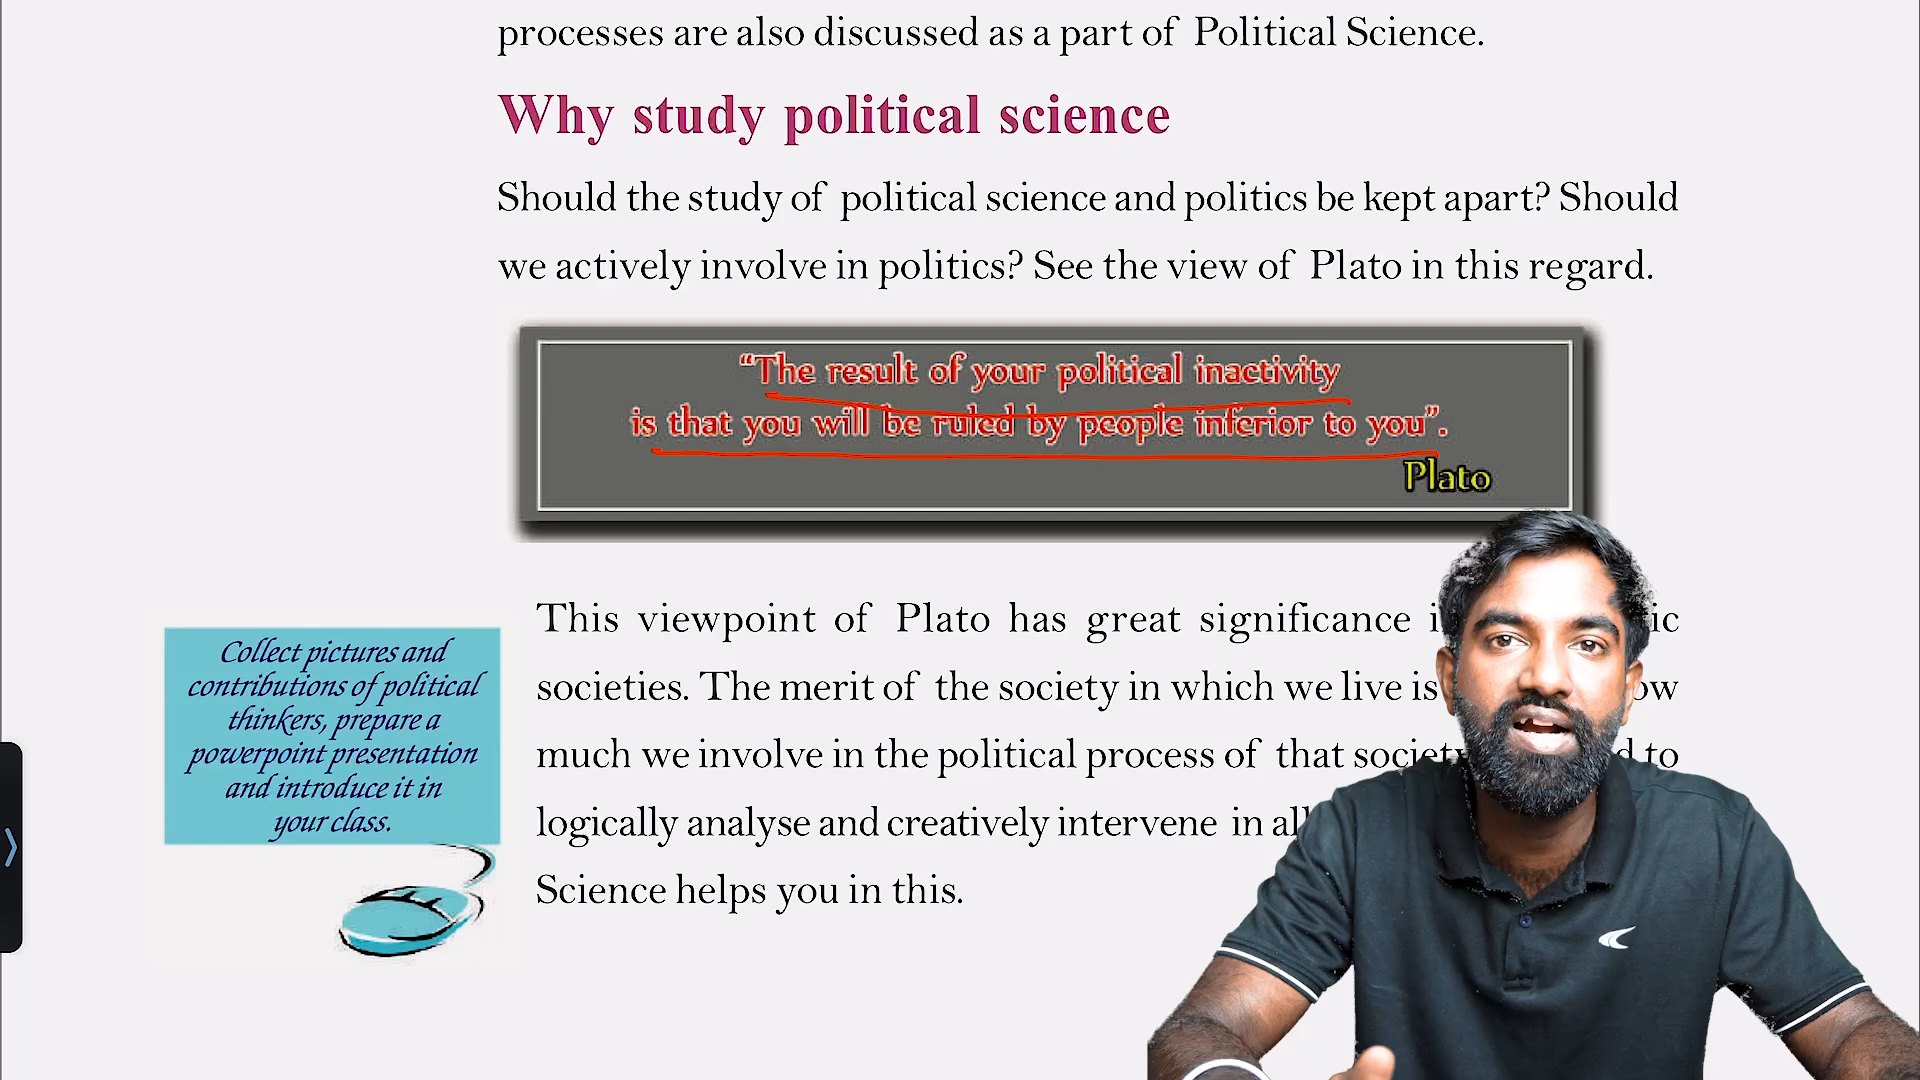 processes are also discussed as a part of Political Science.
Why study political science
Should the study of political science and politics be kept apart? Should
we actively involve in politics? See the view of Plato in this regard.
“The result of your political inactivity
is that you will be ruled by people inferior to you”.
Plato
This viewpoint of Plato has great significance
societies. The merit of the society in which we live is
much we involve in the political process of that society to
logically analyse and creatively intervene in all
Science helps you in this.
Collect pictures and
contributions of political
thinkers, prepare a
powerpoint presentation
and introduce it in
your class.